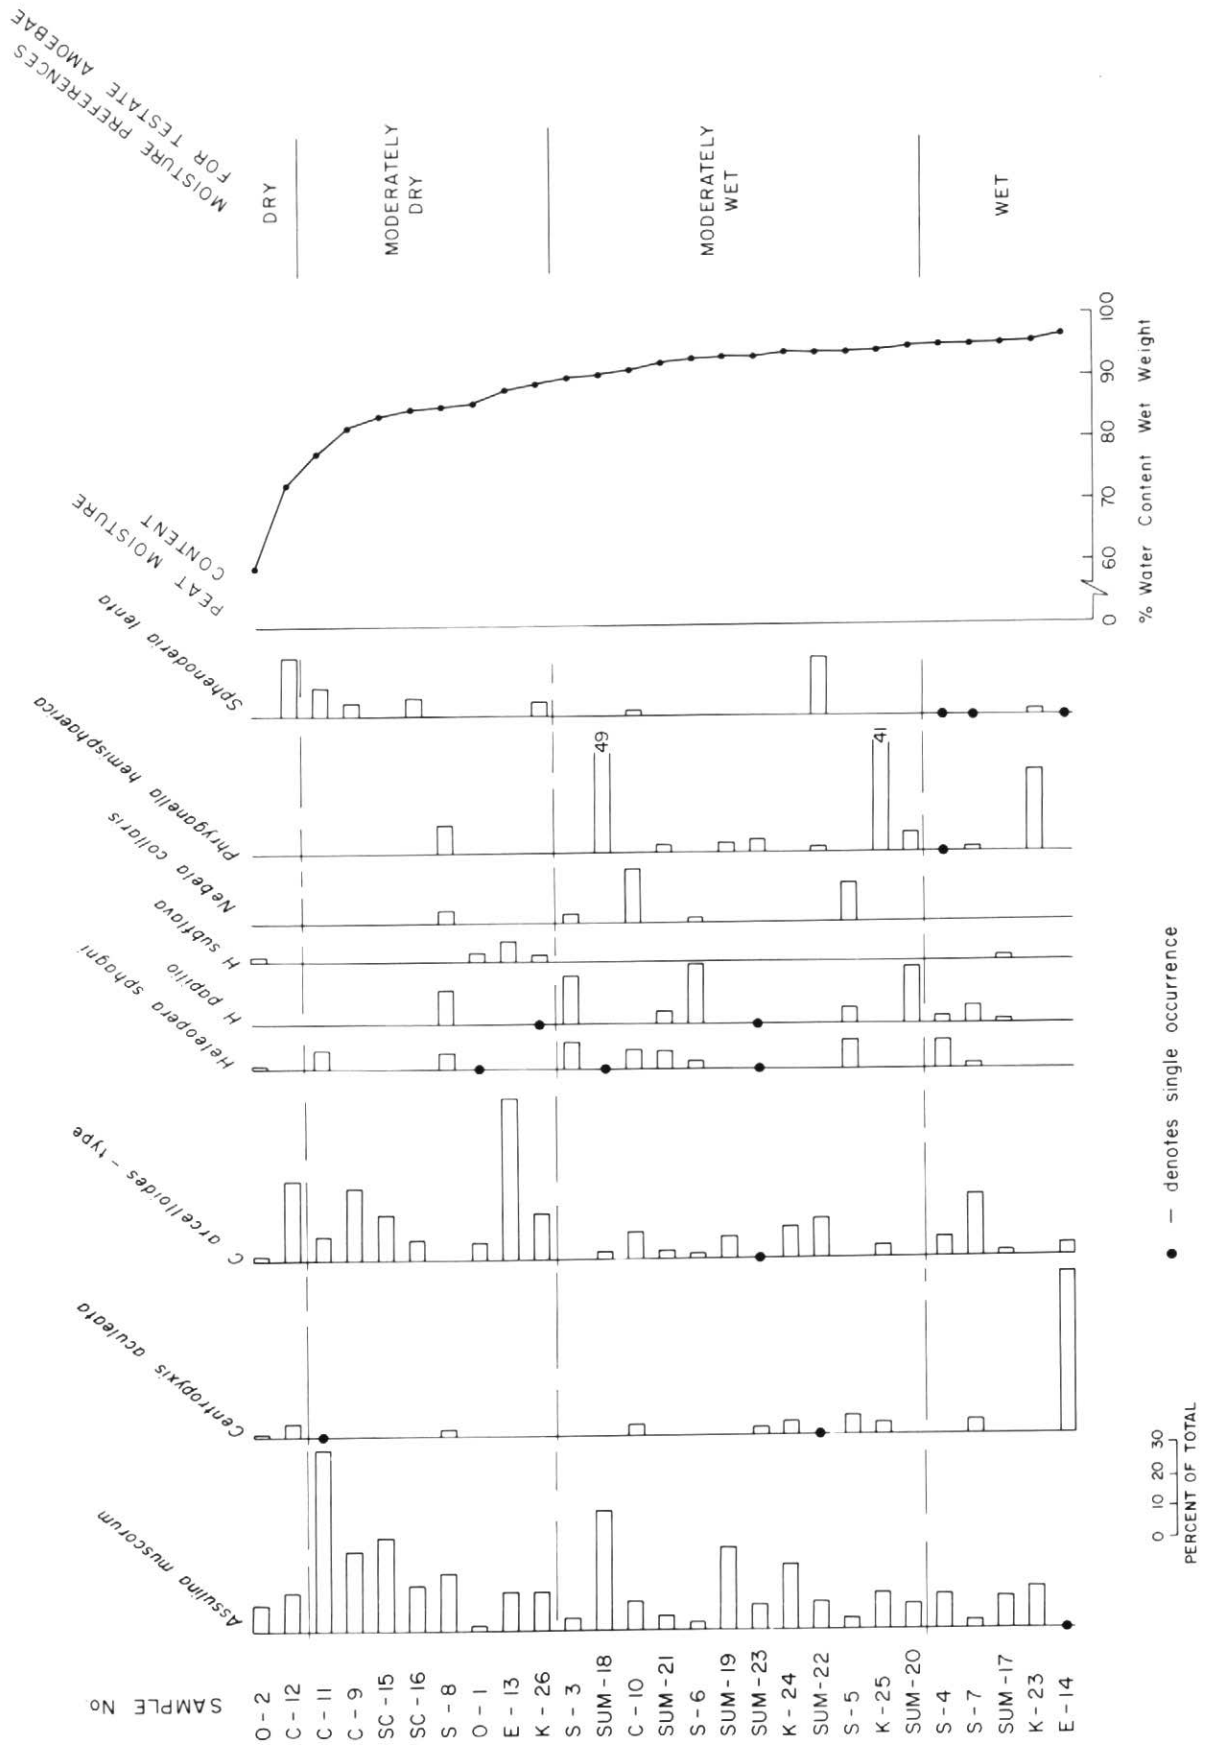 MOISTURE PREFERENCES
FOR TESTATE AMOEBAE
DRY
MODERATELY
DRY
MODERATELY
WET
WET
PEAT MOISTURE
CONTENT
0 60 70 80 90 100
% Water Content Wet Weight
Sphenoderia lenta
Phryganella hemisphaerica
49
41
Nebela collaris
H subflava
H papilio
Heleopera sphagni
C arcelloides - type
Centropyxis aculeata
Assulina muscorum
SAMPLE No.
O - 2
C - 12
C - 11
C - 9
SC - 15
SC - 16
S - 8
O - 1
E - 13
K - 26
S - 3
SUM - 18
C - 10
SUM - 21
S - 6
SUM - 19
SUM - 23
K - 24
SUM - 22
S - 5
K - 25
SUM - 20
S - 4
S - 7
SUM - 17
K - 23
E - 14
0 10 20 30
PERCENT OF TOTAL
● — denotes single occurrence